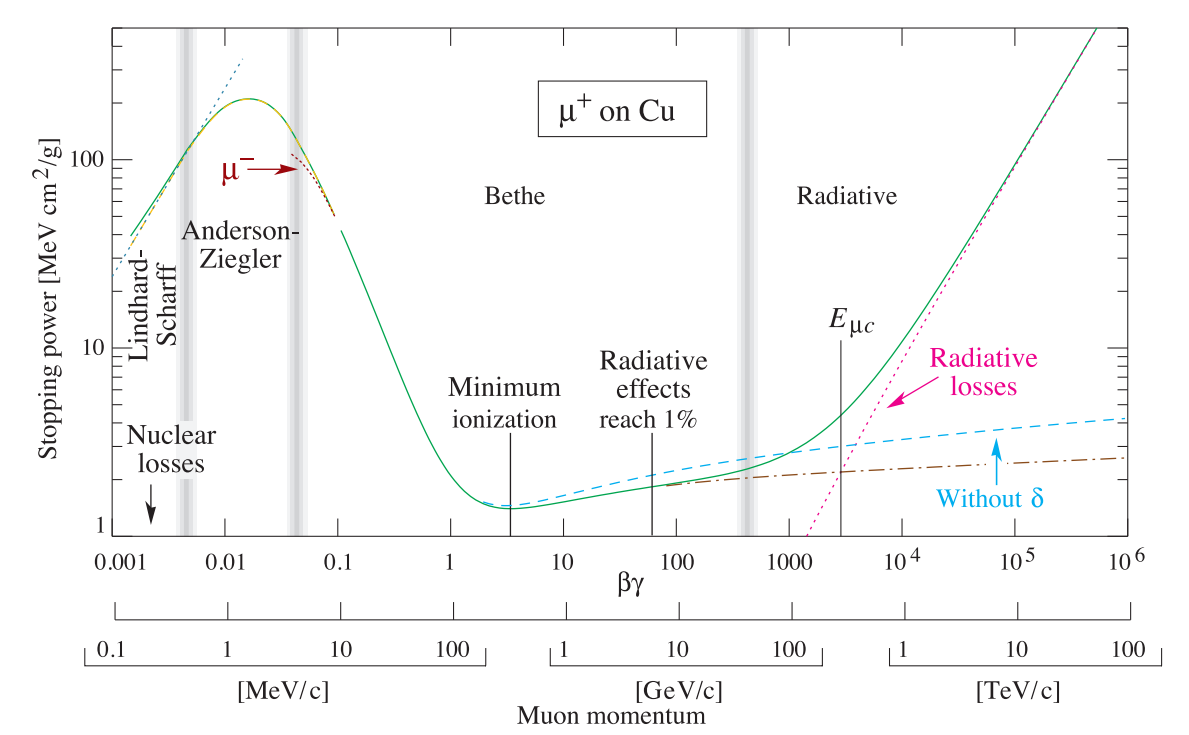 μ⁺ on Cu
Stopping power [MeV cm²/g]
100
10
1
Lindhard-
Scharff
μ⁻
Anderson-
Ziegler
Bethe
Radiative
Eμc
Minimum
ionization
Radiative
effects
reach 1%
Radiative
losses
Nuclear
losses
Without δ
0.001 0.01 0.1 1 10 100 1000 10⁴ 10⁵ 10⁶
βγ
0.1 1 10 100 1 10 100 1 10 100
[MeV/c] [GeV/c] [TeV/c]
Muon momentum